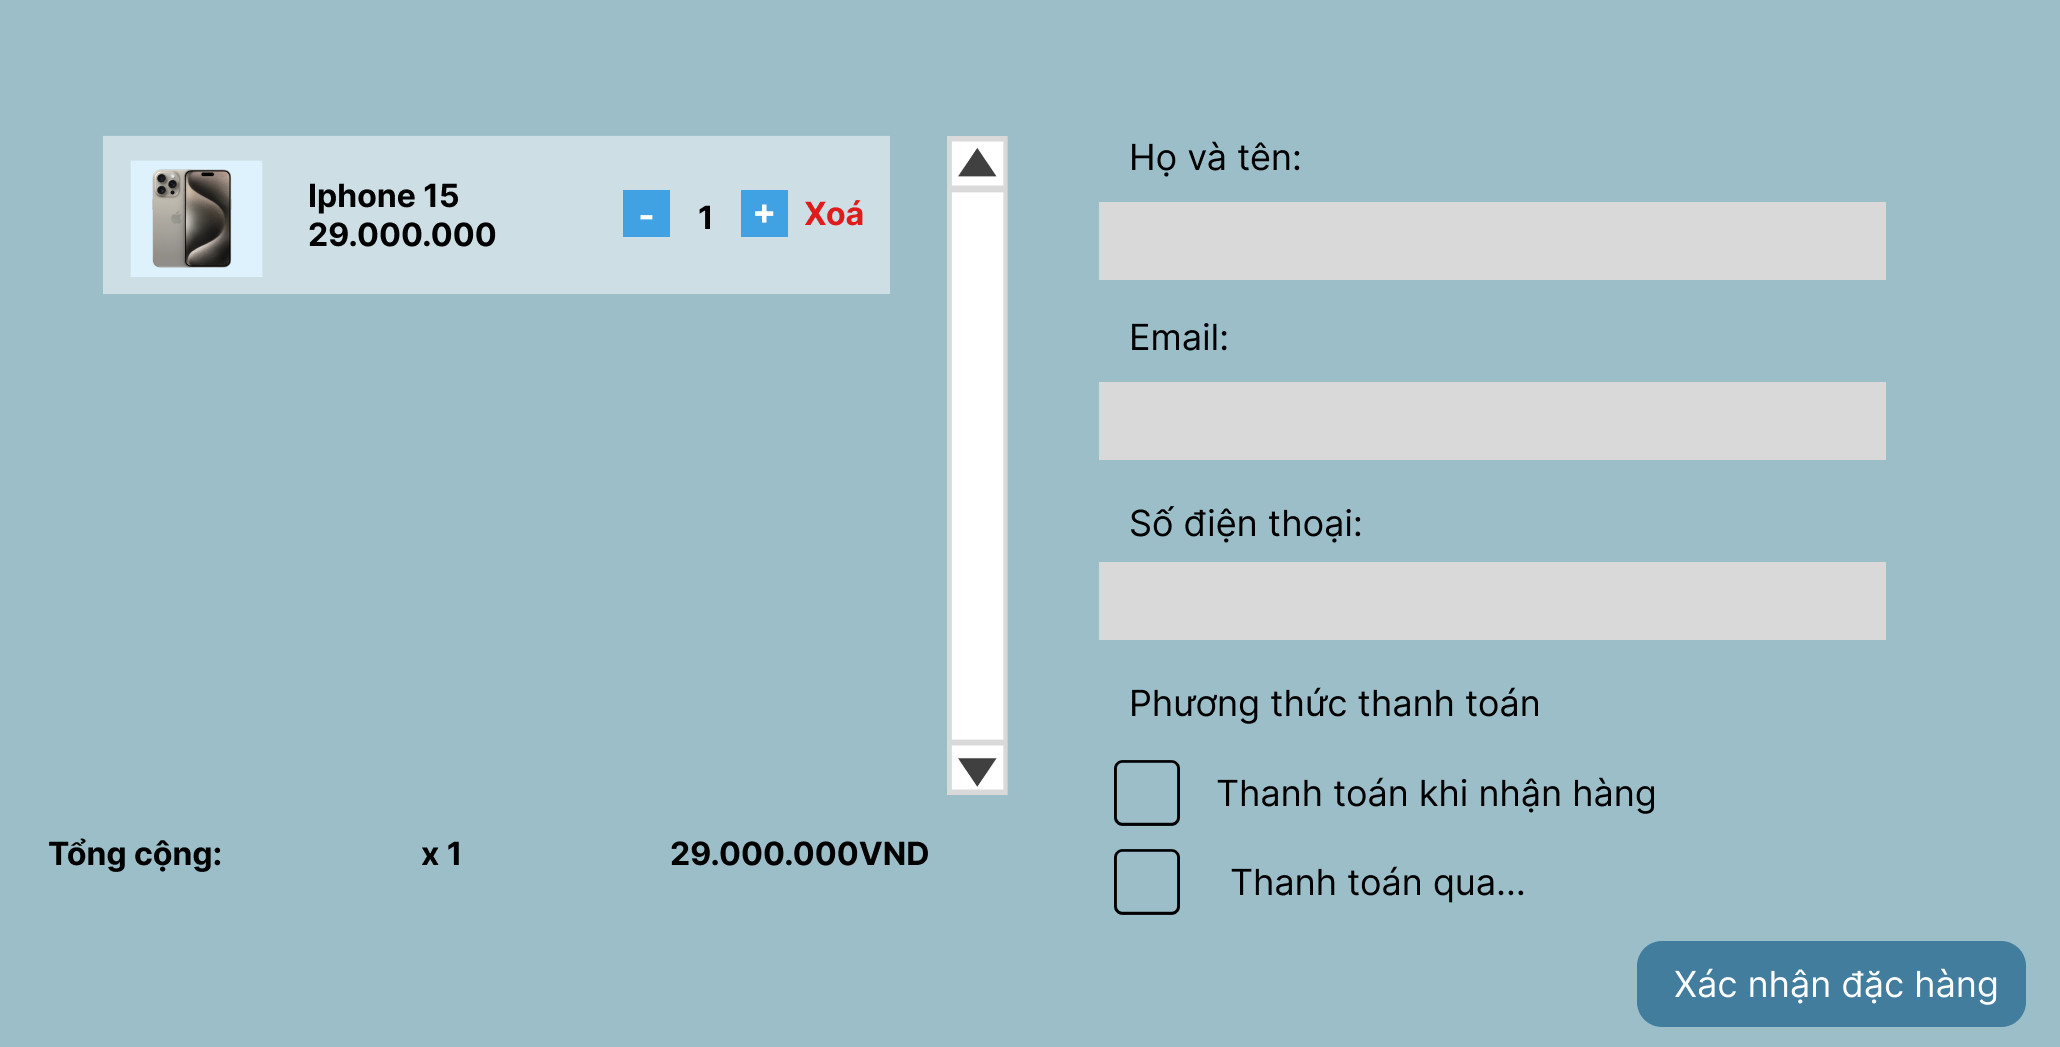 Iphone 15
29.000.000
- 1 + Xoá
Tổng cộng: x 1 29.000.000VND
Họ và tên:
Email:
Số điện thoại:
Phương thức thanh toán
Thanh toán khi nhận hàng
Thanh toán qua...
Xác nhận đặc hàng